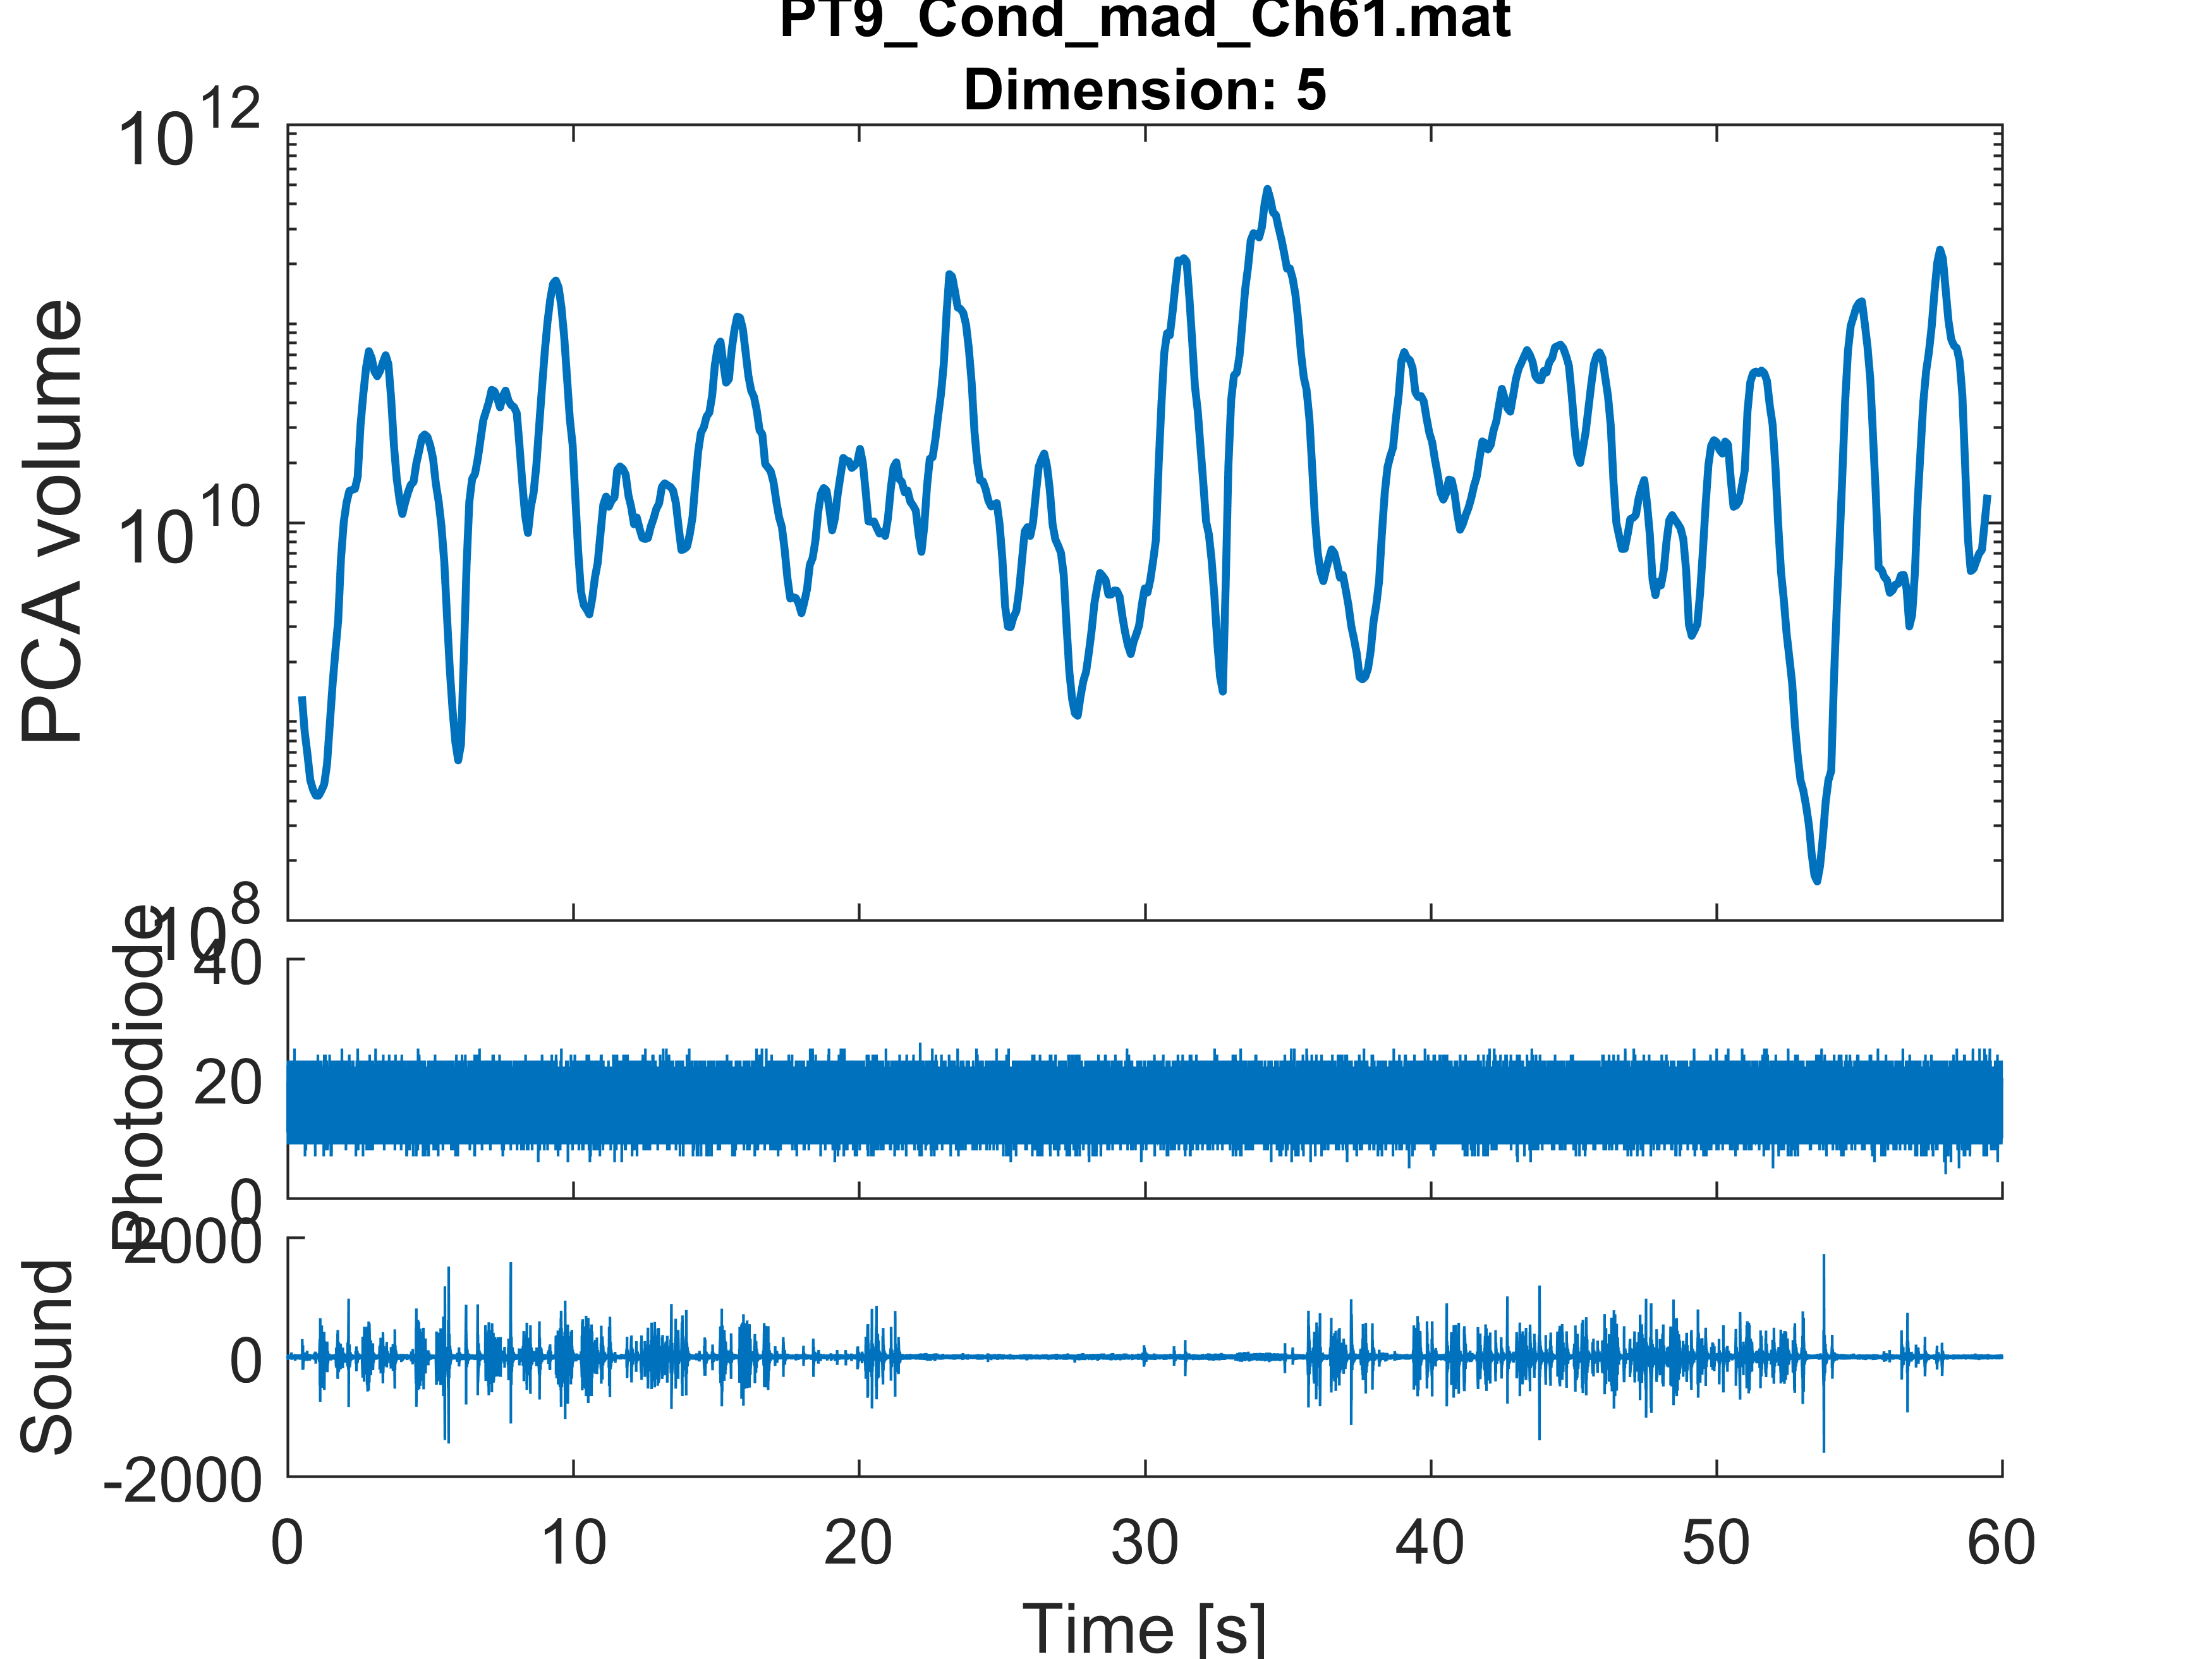 PT9_Cond_mad_Ch61.mat
Dimension: 5
10^12
10^10
10^8
PCA volume
40
20
0
Photodiode
2000
0
-2000
Sound
0 10 20 30 40 50 60
Time [s]